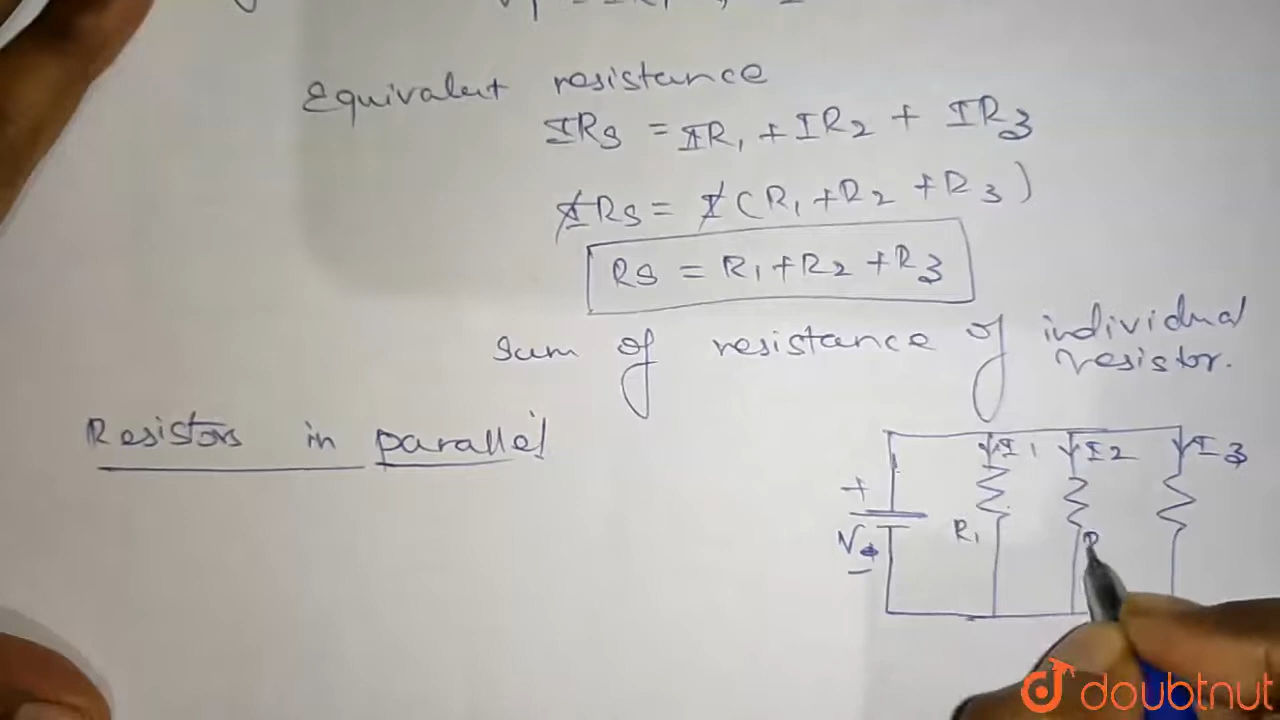 Equivalent resistance
IRs = IR1 + IR2 + IR3
IRs = I(R1 + R2 + R3)
Rs = R1 + R2 + R3
Sum of resistance of individual
resistor.
Resistors in parallel
I1 I2 I3
+
V
R1 R
doubtnut